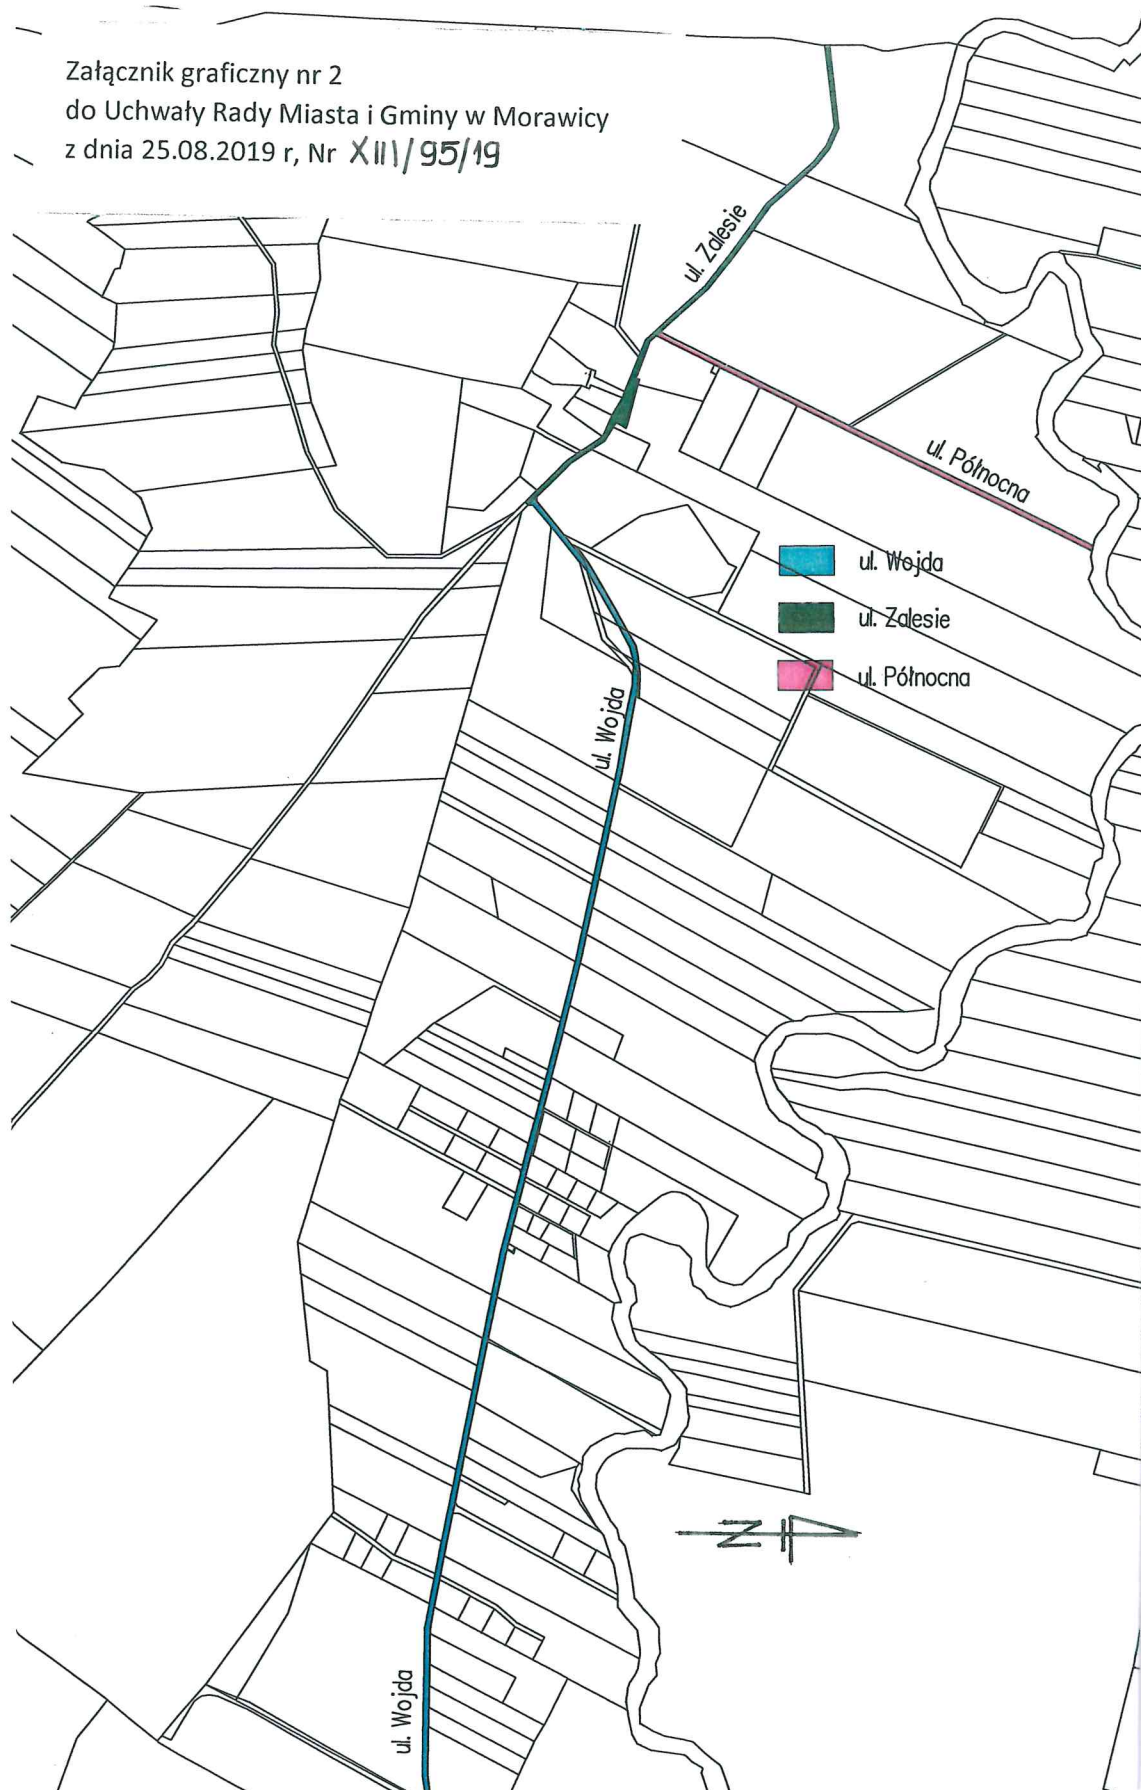 Załącznik graficzny nr 2
do Uchwały Rady Miasta i Gminy w Morawicy
z dnia 25.08.2019 r, Nr XIII/95/19
ul. Zalesie
ul. Północna
ul. Wojda
ul. Zalesie
ul. Północna
ul. Wojda
N
ul. Wojda